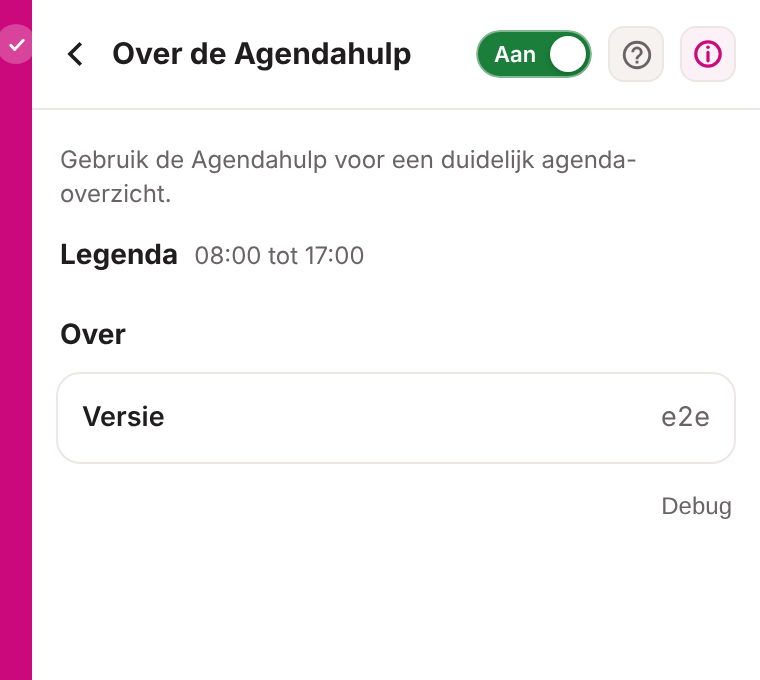 Over de Agendahulp
Aan
Gebruik de Agendahulp voor een duidelijk agenda-
overzicht.
Legenda 08:00 tot 17:00
Over
Versie e2e
Debug